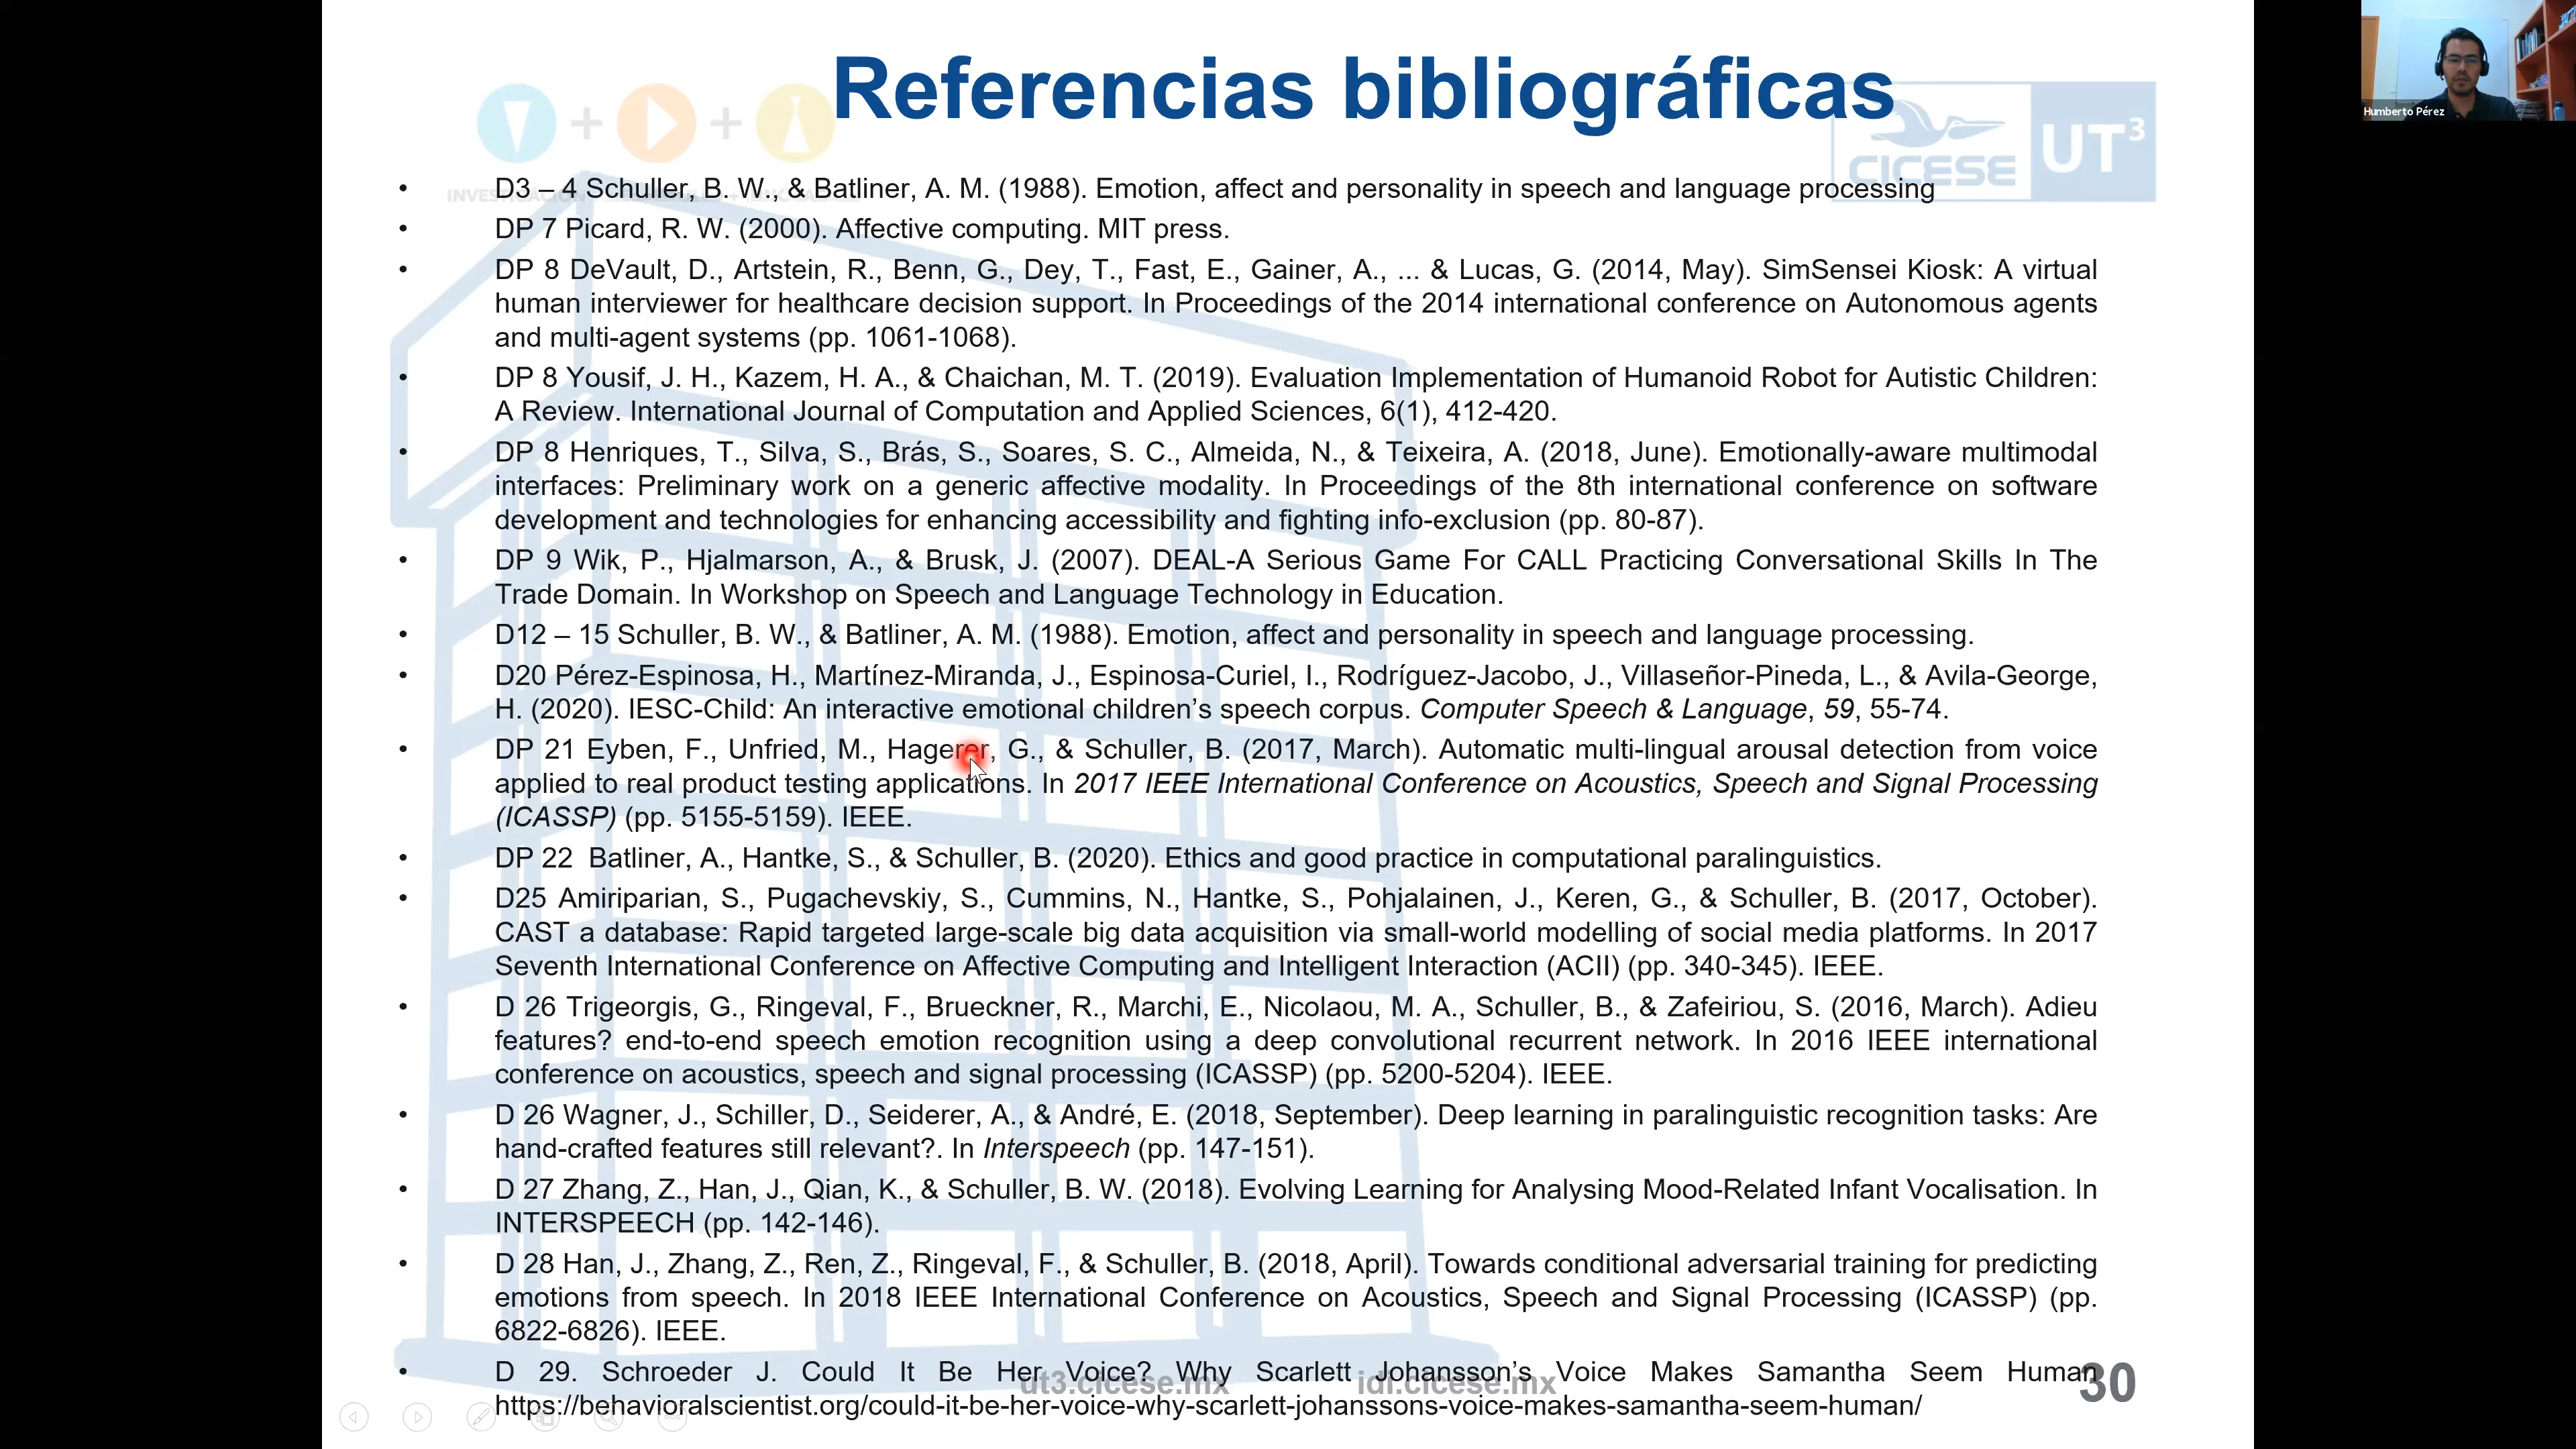 Referencias bibliográficas
Humberto Pérez
CICESE UT3
• D3 – 4 Schuller, B. W., & Batliner, A. M. (1988). Emotion, affect and personality in speech and language processing
• DP 7 Picard, R. W. (2000). Affective computing. MIT press.
• DP 8 DeVault, D., Artstein, R., Benn, G., Dey, T., Fast, E., Gainer, A., ... & Lucas, G. (2014, May). SimSensei Kiosk: A virtual
human interviewer for healthcare decision support. In Proceedings of the 2014 international conference on Autonomous agents
and multi-agent systems (pp. 1061-1068).
• DP 8 Yousif, J. H., Kazem, H. A., & Chaichan, M. T. (2019). Evaluation Implementation of Humanoid Robot for Autistic Children:
A Review. International Journal of Computation and Applied Sciences, 6(1), 412-420.
• DP 8 Henriques, T., Silva, S., Brás, S., Soares, S. C., Almeida, N., & Teixeira, A. (2018, June). Emotionally-aware multimodal
interfaces: Preliminary work on a generic affective modality. In Proceedings of the 8th international conference on software
development and technologies for enhancing accessibility and fighting info-exclusion (pp. 80-87).
• DP 9 Wik, P., Hjalmarson, A., & Brusk, J. (2007). DEAL-A Serious Game For CALL Practicing Conversational Skills In The
Trade Domain. In Workshop on Speech and Language Technology in Education.
• D12 – 15 Schuller, B. W., & Batliner, A. M. (1988). Emotion, affect and personality in speech and language processing.
• D20 Pérez-Espinosa, H., Martínez-Miranda, J., Espinosa-Curiel, I., Rodríguez-Jacobo, J., Villaseñor-Pineda, L., & Avila-George,
H. (2020). IESC-Child: An interactive emotional children’s speech corpus. Computer Speech & Language, 59, 55-74.
• DP 21 Eyben, F., Unfried, M., Hagerer, G., & Schuller, B. (2017, March). Automatic multi-lingual arousal detection from voice
applied to real product testing applications. In 2017 IEEE International Conference on Acoustics, Speech and Signal Processing
(ICASSP) (pp. 5155-5159). IEEE.
• DP 22 Batliner, A., Hantke, S., & Schuller, B. (2020). Ethics and good practice in computational paralinguistics.
• D25 Amiriparian, S., Pugachevskiy, S., Cummins, N., Hantke, S., Pohjalainen, J., Keren, G., & Schuller, B. (2017, October).
CAST a database: Rapid targeted large-scale big data acquisition via small-world modelling of social media platforms. In 2017
Seventh International Conference on Affective Computing and Intelligent Interaction (ACII) (pp. 340-345). IEEE.
• D 26 Trigeorgis, G., Ringeval, F., Brueckner, R., Marchi, E., Nicolaou, M. A., Schuller, B., & Zafeiriou, S. (2016, March). Adieu
features? end-to-end speech emotion recognition using a deep convolutional recurrent network. In 2016 IEEE international
conference on acoustics, speech and signal processing (ICASSP) (pp. 5200-5204). IEEE.
• D 26 Wagner, J., Schiller, D., Seiderer, A., & André, E. (2018, September). Deep learning in paralinguistic recognition tasks: Are
hand-crafted features still relevant?. In Interspeech (pp. 147-151).
• D 27 Zhang, Z., Han, J., Qian, K., & Schuller, B. W. (2018). Evolving Learning for Analysing Mood-Related Infant Vocalisation. In
INTERSPEECH (pp. 142-146).
• D 28 Han, J., Zhang, Z., Ren, Z., Ringeval, F., & Schuller, B. (2018, April). Towards conditional adversarial training for predicting
emotions from speech. In 2018 IEEE International Conference on Acoustics, Speech and Signal Processing (ICASSP) (pp.
6822-6826). IEEE.
• D 29. Schroeder J. Could It Be Her Voice? Why Scarlett Johansson’s Voice Makes Samantha Seem Human
https://behavioralscientist.org/could-it-be-her-voice-why-scarlett-johanssons-voice-makes-samantha-seem-human/
ut3.cicese.mx idi.cicese.mx
30